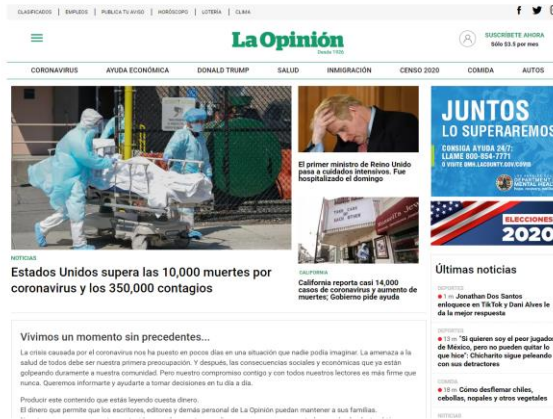 CLASIFICADOS | EMPLEOS | PUBLICA TU AVISO | HORÓSCOPO | LOTERÍA | CLIMA
La Opinión
Desde 1926
SUSCRÍBETE AHORA
Sólo $3.5 por mes
CORONAVIRUS AYUDA ECONÓMICA DONALD TRUMP SALUD INMIGRACIÓN CENSO 2020 COMIDA AUTOS
NOTICIAS
Estados Unidos supera las 10,000 muertes por
coronavirus y los 350,000 contagios
El primer ministro de Reino Unido
pasa a cuidados intensivos. Fue
hospitalizado el domingo
CALIFORNIA
California reporta casi 14,000
casos de coronavirus y aumento de
muertes; Gobierno pide ayuda
JUNTOS
LO SUPERAREMOS
CONSIGA AYUDA 24/7:
LLAME 800-854-7771
O VISITE DMH.LACOUNTY.GOV/COVID
DEPARTMENT
MENTAL HEALTH
ELECCIONES
2020
Últimas noticias
DEPORTES
1 m Jonathan Dos Santos
enloquece en TikTok y Dani Alves le
da la mejor respuesta
DEPORTES
13 m "Si quieren soy el peor jugador
de México, pero no pueden quitar lo
que hice": Chicharito sigue peleando
con sus detractores
COMIDA
18 m Cómo desflemar chiles,
cebollas, nopales y otros vegetales
NOTICIAS
Vivimos un momento sin precedentes...
La crisis causada por el coronavirus nos ha puesto en pocos días en una situación que nadie podía imaginar. La amenaza a la
salud de todos debe ser nuestra primera preocupación. Y después, las consecuencias sociales y económicas que ya están
golpeando duramente a nuestra comunidad. Pero nuestro compromiso contigo y con todos nuestros lectores es más firme que
nunca. Queremos informarte y ayudarte a tomar decisiones en tu día a día.
Producir este contenido que estás leyendo cuesta dinero.
El dinero que permite que los escritores, editores y demás personal de La Opinión puedan mantener a sus familias.